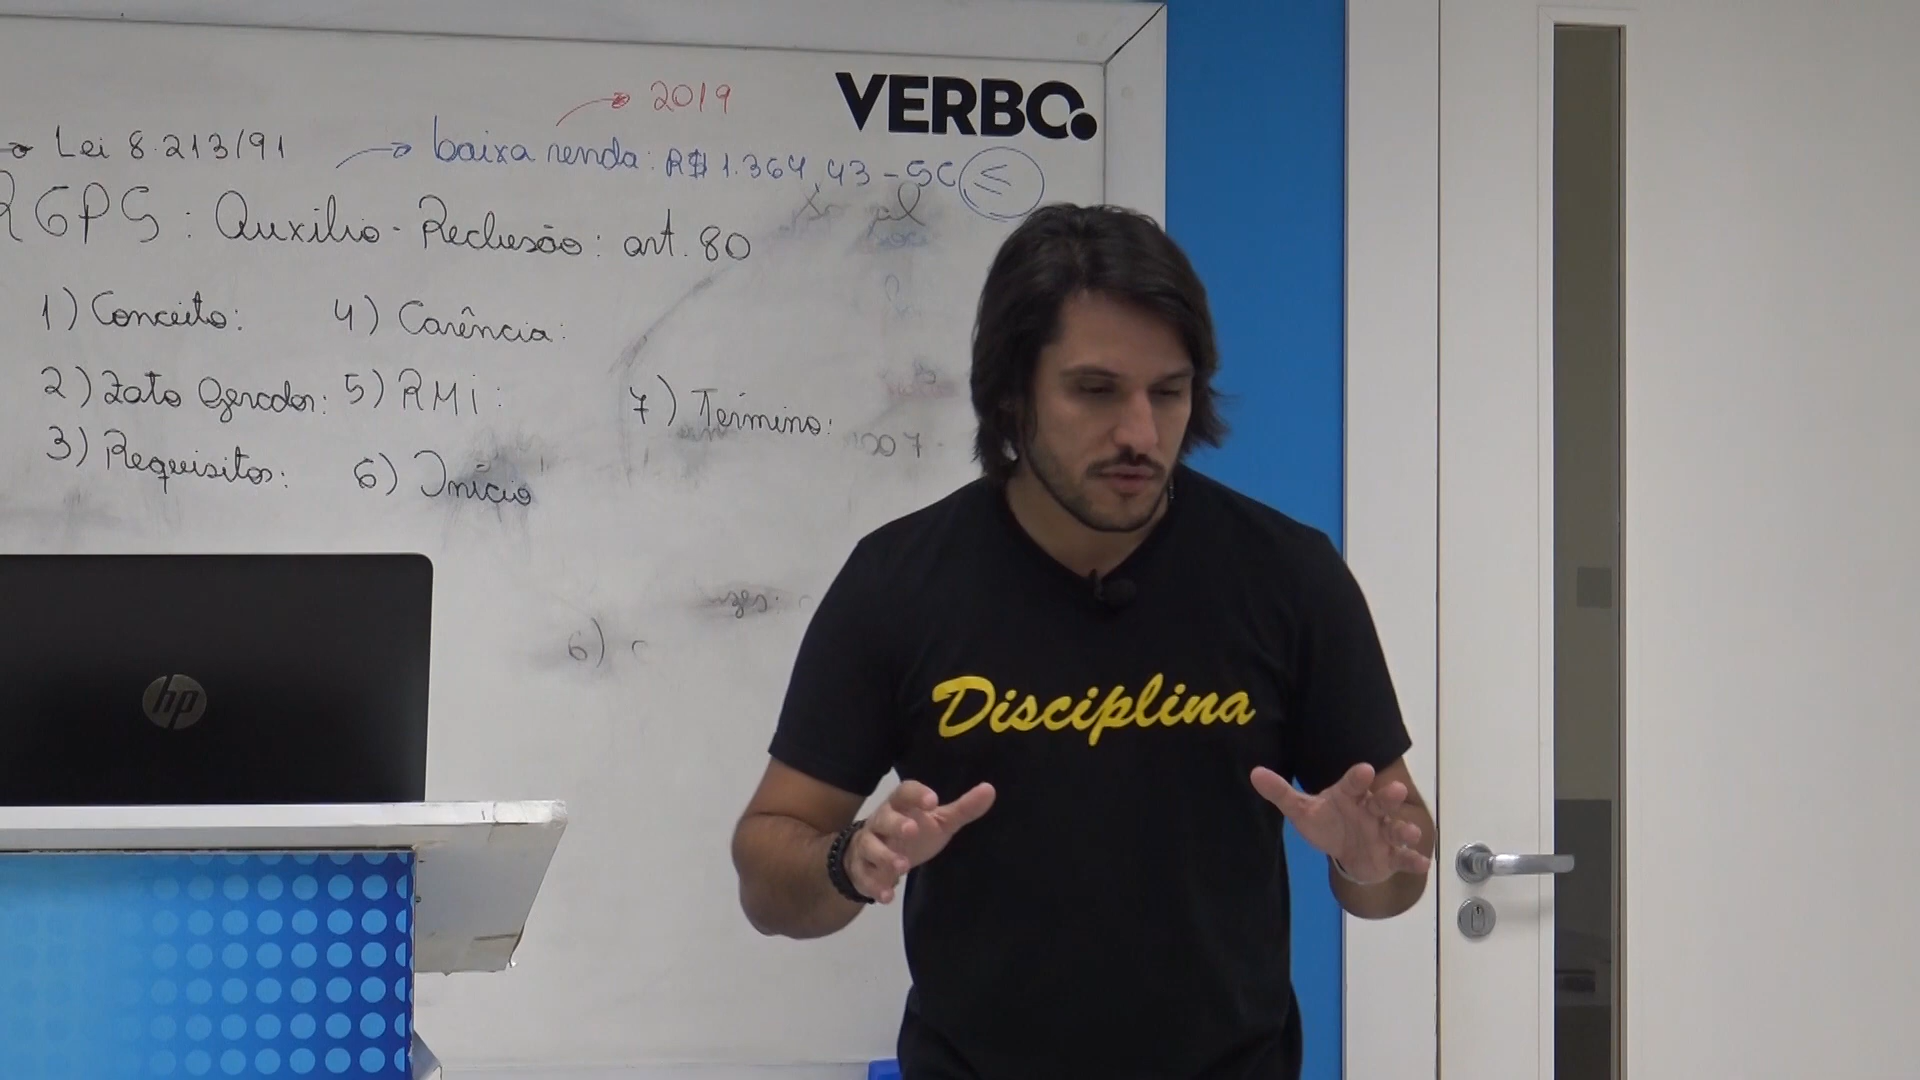 2019
VERBO.
Lei 8.213/91
baixa renda: R$ 1.364,43 - SC ≤
RGPS: Auxílio-Reclusão: art. 80
1) Conceito:
4) Carência:
2) Fato Gerador:
5) RMI:
7) Término:
3) Requisitos:
6) Início
6)
hp
Disciplina